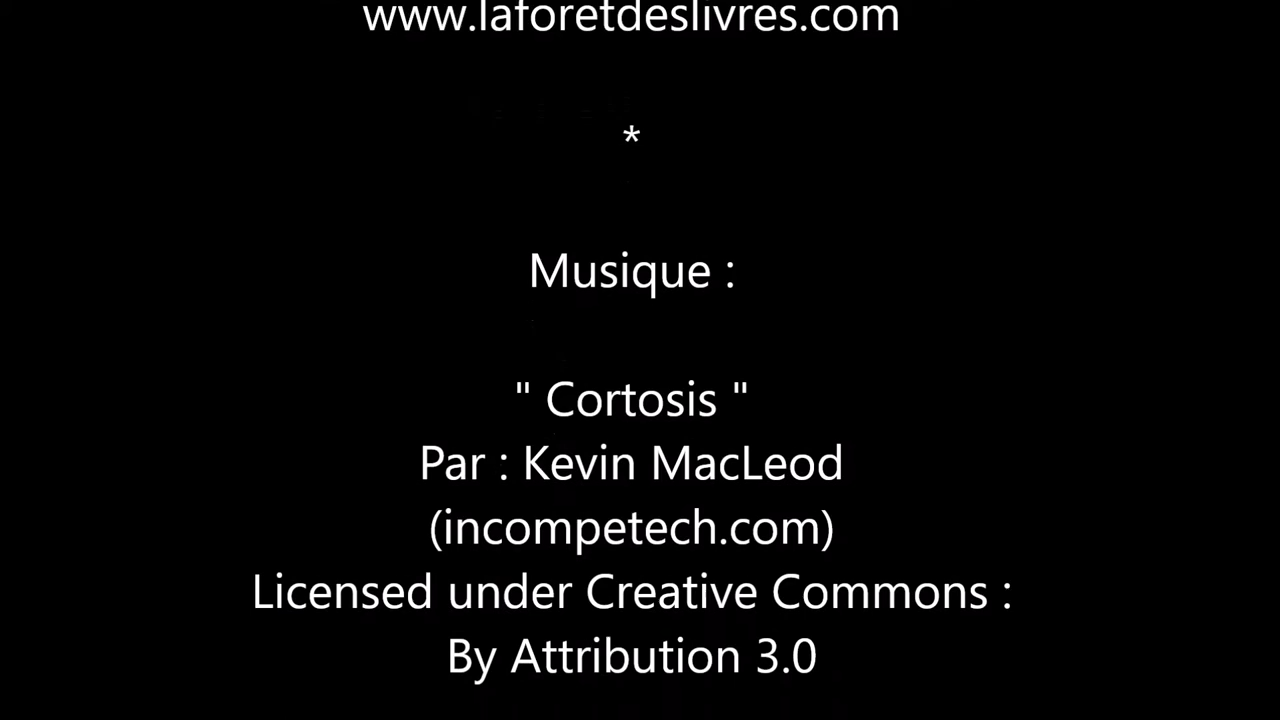 www.laforetdeslivres.com
*
Musique :
" Cortosis "
Par : Kevin MacLeod
(incompetech.com)
Licensed under Creative Commons :
By Attribution 3.0